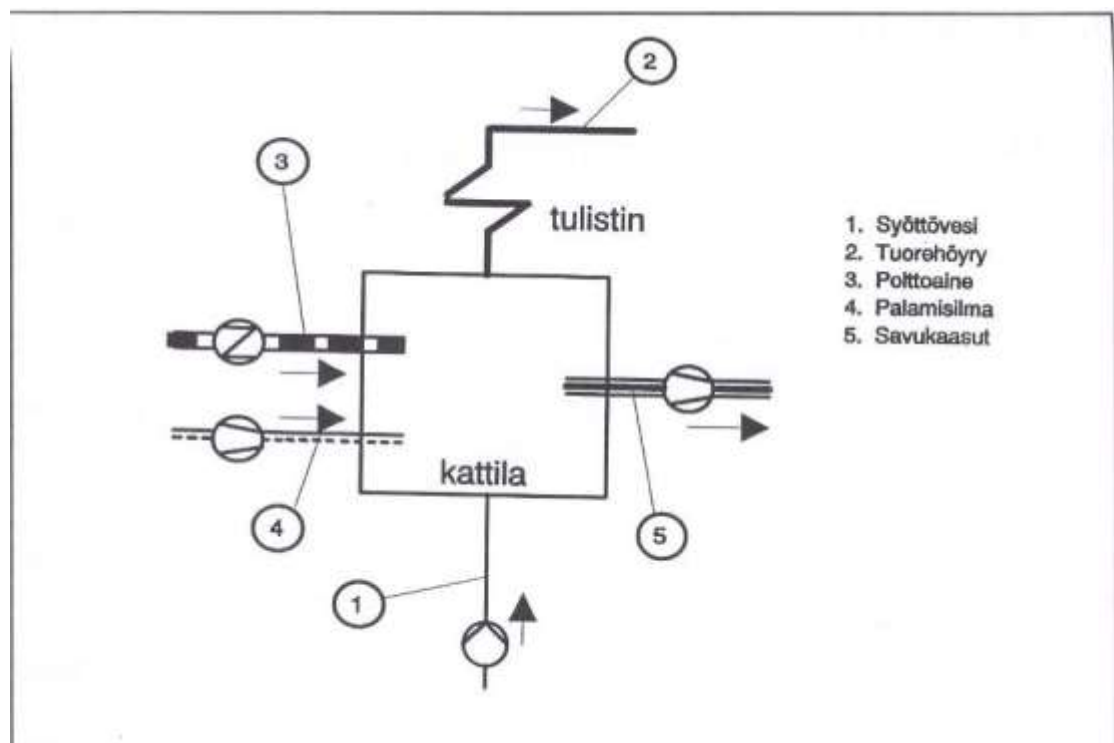 2
3
tulistin
1. Syöttövesi
2. Tuorehöyry
3. Polttoaine
4. Palamisilma
5. Savukaasut
kattila
4
5
1